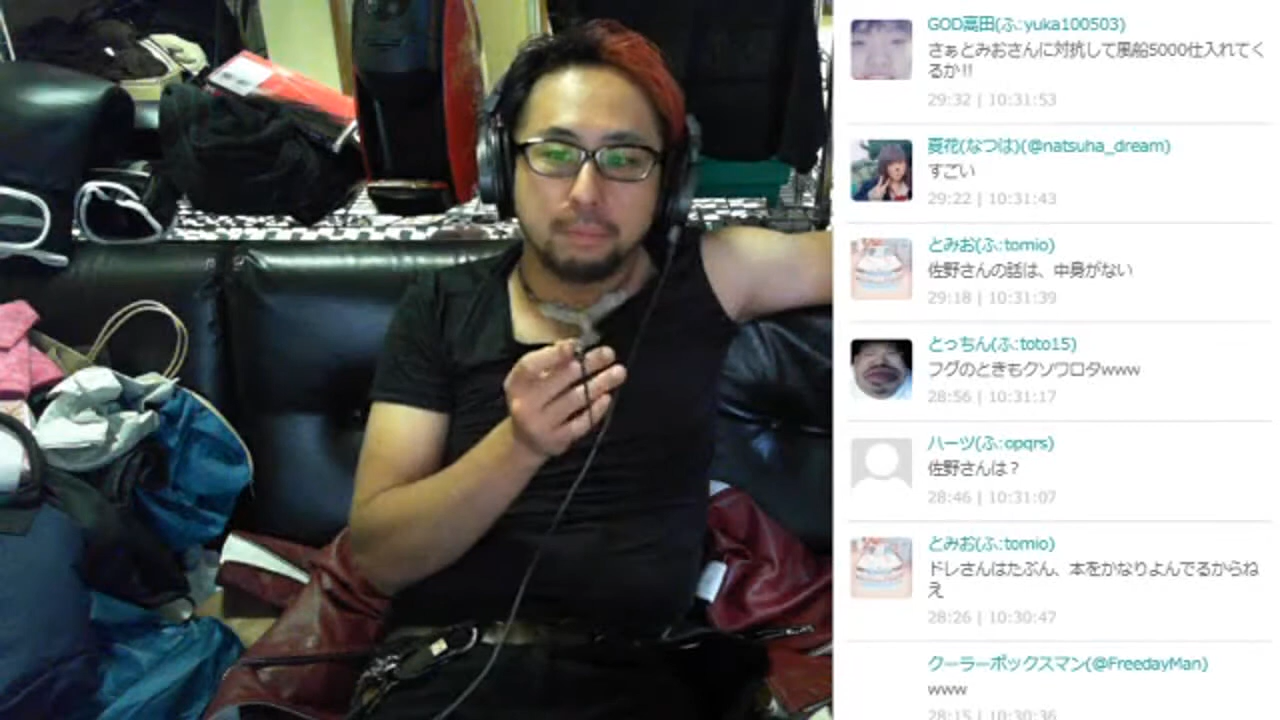 GOD高田(ふ:yuka100503)
さぁとみおさんに対抗して風船5000仕入れてく
るか!!
29:32 | 10:31:53
夏花(なつは)(@natsuha_dream)
すごい
29:22 | 10:31:43
とみお(ふ:tomio)
佐野さんの話は、中身がない
29:18 | 10:31:39
とっちん(ふ:toto15)
フグのときもクソワロタwww
28:56 | 10:31:17
ハーツ(ふ:opqrs)
佐野さんは？
28:46 | 10:31:07
とみお(ふ:tomio)
ドレさんはたぶん、本をかなりよんでるからね
え
28:26 | 10:30:47
クーラーボックスマン(@FreedayMan)
www
28:15 | 10:30:36